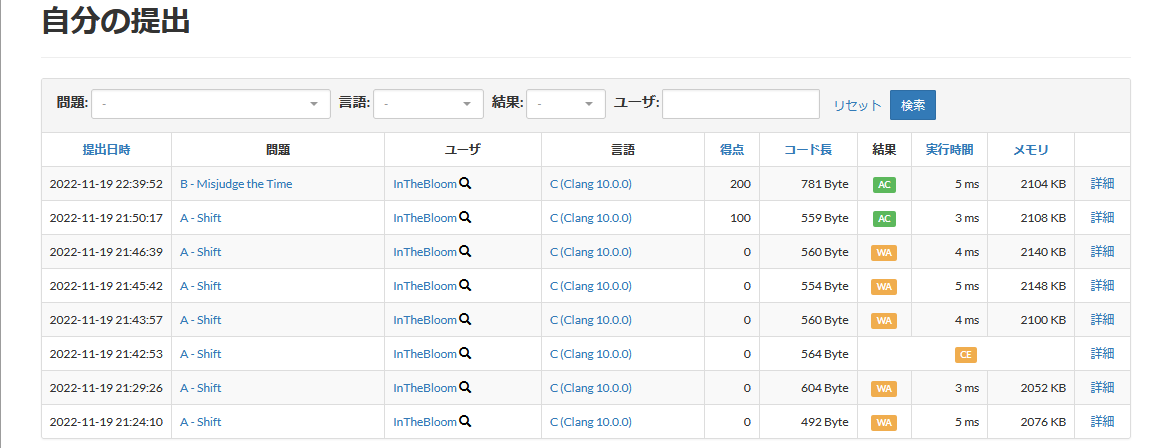 自分の提出
問題: - 言語: - 結果: - ユーザ: リセット 検索
提出日時 問題 ユーザ 言語 得点 コード長 結果 実行時間 メモリ
2022-11-19 22:39:52 B - Misjudge the Time InTheBloom C (Clang 10.0.0) 200 781 Byte AC 5 ms 2104 KB 詳細
2022-11-19 21:50:17 A - Shift InTheBloom C (Clang 10.0.0) 100 559 Byte AC 3 ms 2108 KB 詳細
2022-11-19 21:46:39 A - Shift InTheBloom C (Clang 10.0.0) 0 560 Byte WA 4 ms 2140 KB 詳細
2022-11-19 21:45:42 A - Shift InTheBloom C (Clang 10.0.0) 0 554 Byte WA 5 ms 2148 KB 詳細
2022-11-19 21:43:57 A - Shift InTheBloom C (Clang 10.0.0) 0 560 Byte WA 4 ms 2100 KB 詳細
2022-11-19 21:42:53 A - Shift InTheBloom C (Clang 10.0.0) 0 564 Byte CE 詳細
2022-11-19 21:29:26 A - Shift InTheBloom C (Clang 10.0.0) 0 604 Byte WA 3 ms 2052 KB 詳細
2022-11-19 21:24:10 A - Shift InTheBloom C (Clang 10.0.0) 0 492 Byte WA 5 ms 2076 KB 詳細